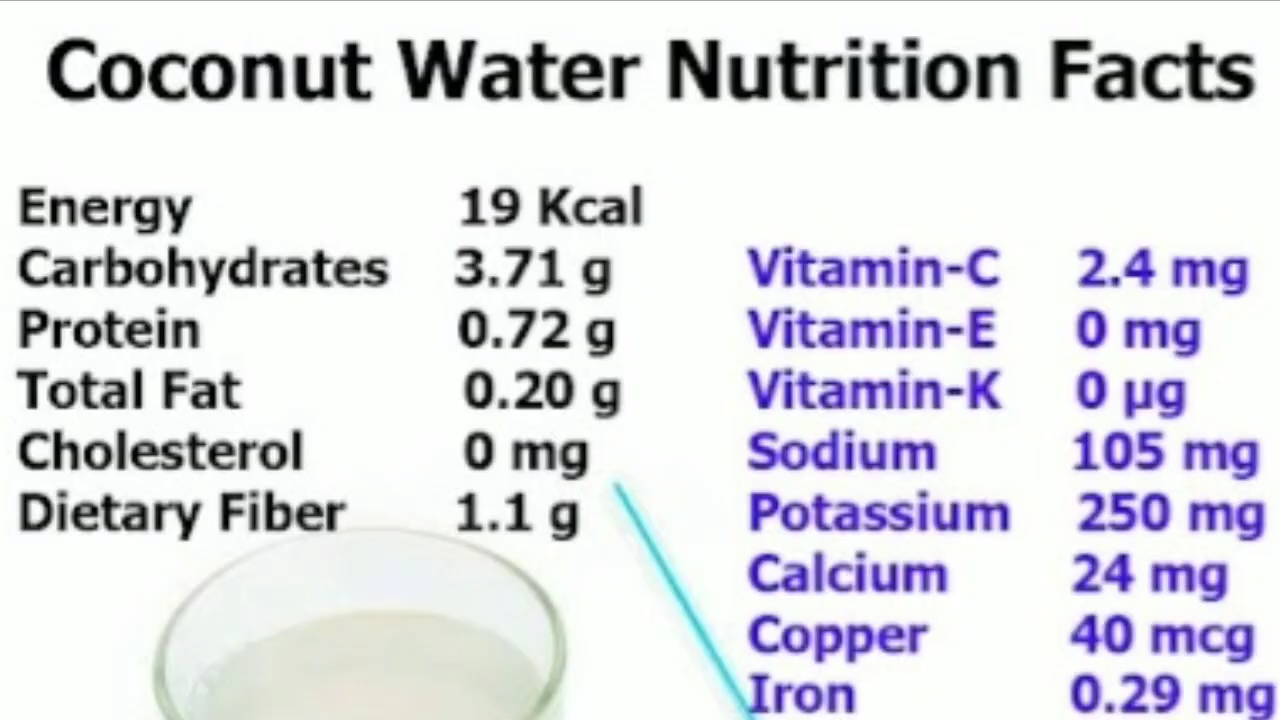 Coconut Water Nutrition Facts
Energy 19 Kcal
Carbohydrates 3.71 g
Protein 0.72 g
Total Fat 0.20 g
Cholesterol 0 mg
Dietary Fiber 1.1 g
Vitamin-C 2.4 mg
Vitamin-E 0 mg
Vitamin-K 0 µg
Sodium 105 mg
Potassium 250 mg
Calcium 24 mg
Copper 40 mcg
Iron 0.29 mg